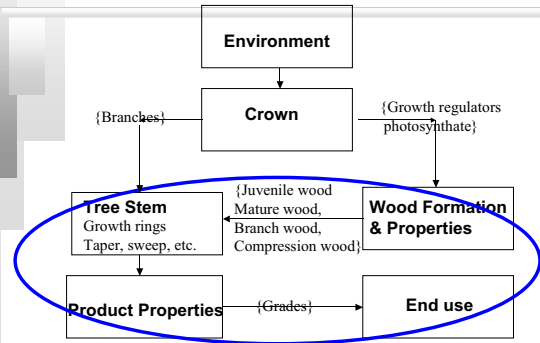 Environment
Crown
{Branches}
{Growth regulators
photosynthate}
Tree Stem
Growth rings
Taper, sweep, etc.
{Juvenile wood
Mature wood,
Branch wood,
Compression wood}
Wood Formation
& Properties
Product Properties
{Grades}
End use